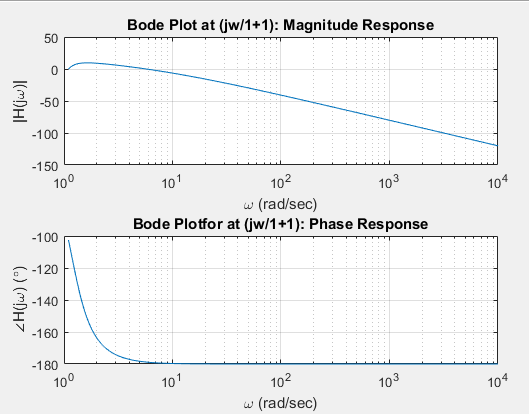 Bode Plot at (jw/1+1): Magnitude Response
|H(jω)|
50
0
-50
-100
-150
10^0 10^1 10^2 10^3 10^4
ω (rad/sec)
Bode Plotfor at (jw/1+1): Phase Response
∠H(jω) (°)
-100
-120
-140
-160
-180
10^0 10^1 10^2 10^3 10^4
ω (rad/sec)